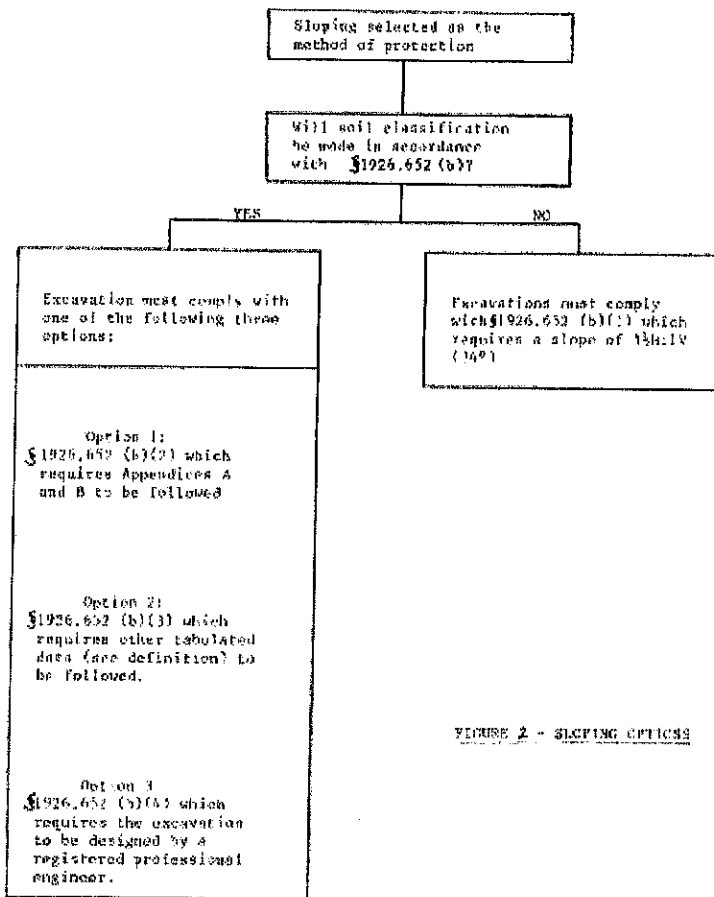 Sloping selected as the
method of protection
Will soil classification
be made in accordance
with §1926.652 (b)?
YES
NO
Excavation must comply with
one of the following three
options:
Excavations must comply
with §1926.652 (b)(1) which
requires a slope of 1½H:1V
(34°)
Option 1:
§1926.652 (b)(2) which
requires Appendices A
and B to be followed
Option 2:
§1926.652 (b)(3) which
requires other tabulated
data (see definition) to
be followed.
Option 3
§1926.652 (b)(4) which
requires the excavation
to be designed by a
registered professional
engineer.
FIGURE 2 - SLOPING OPTIONS